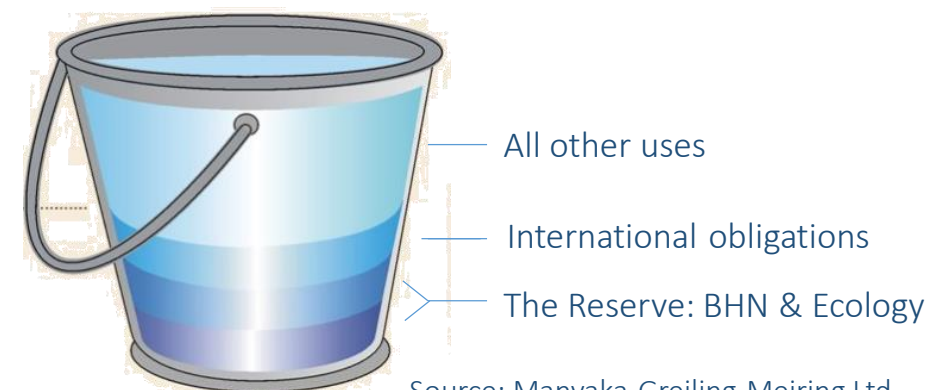 All other uses
International obligations
The Reserve: BHN & Ecology
Source: Manyaka-Greiling-Meiring Ltd